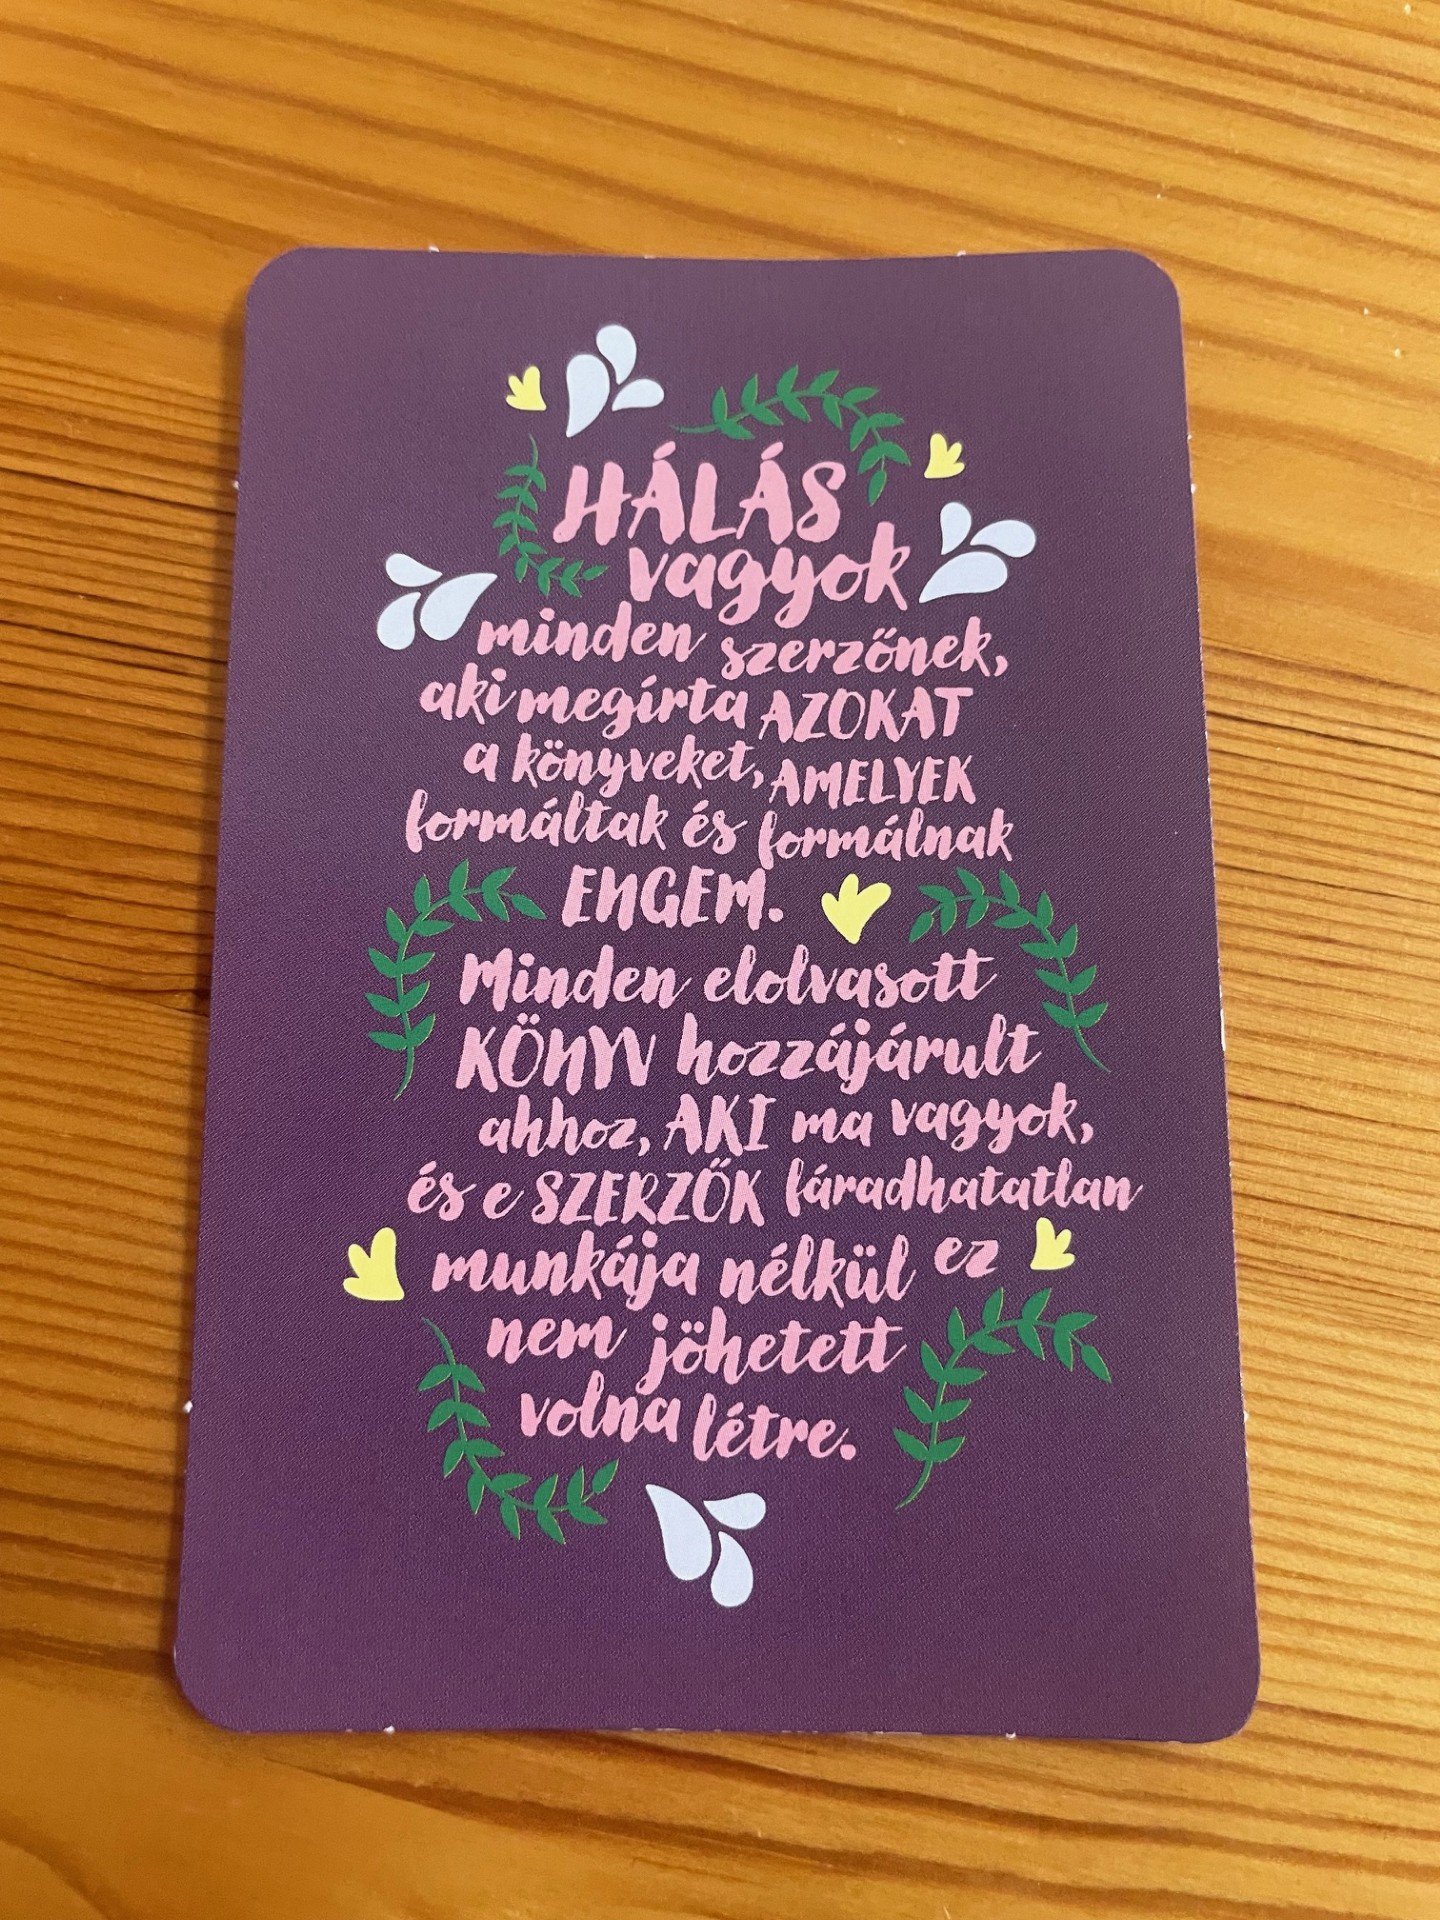 HÁLÁS
vagyok
minden szerzőnek,
aki megírta AZOKAT
a könyveket, AMELYEK
formáltak és formálnak
ENGEM.
Minden elolvasott
KÖNYV hozzájárult
ahhoz, AKI ma vagyok,
és e SZERZŐK fáradhatatlan
munkája nélkül ez
nem jöhetett
volna létre.